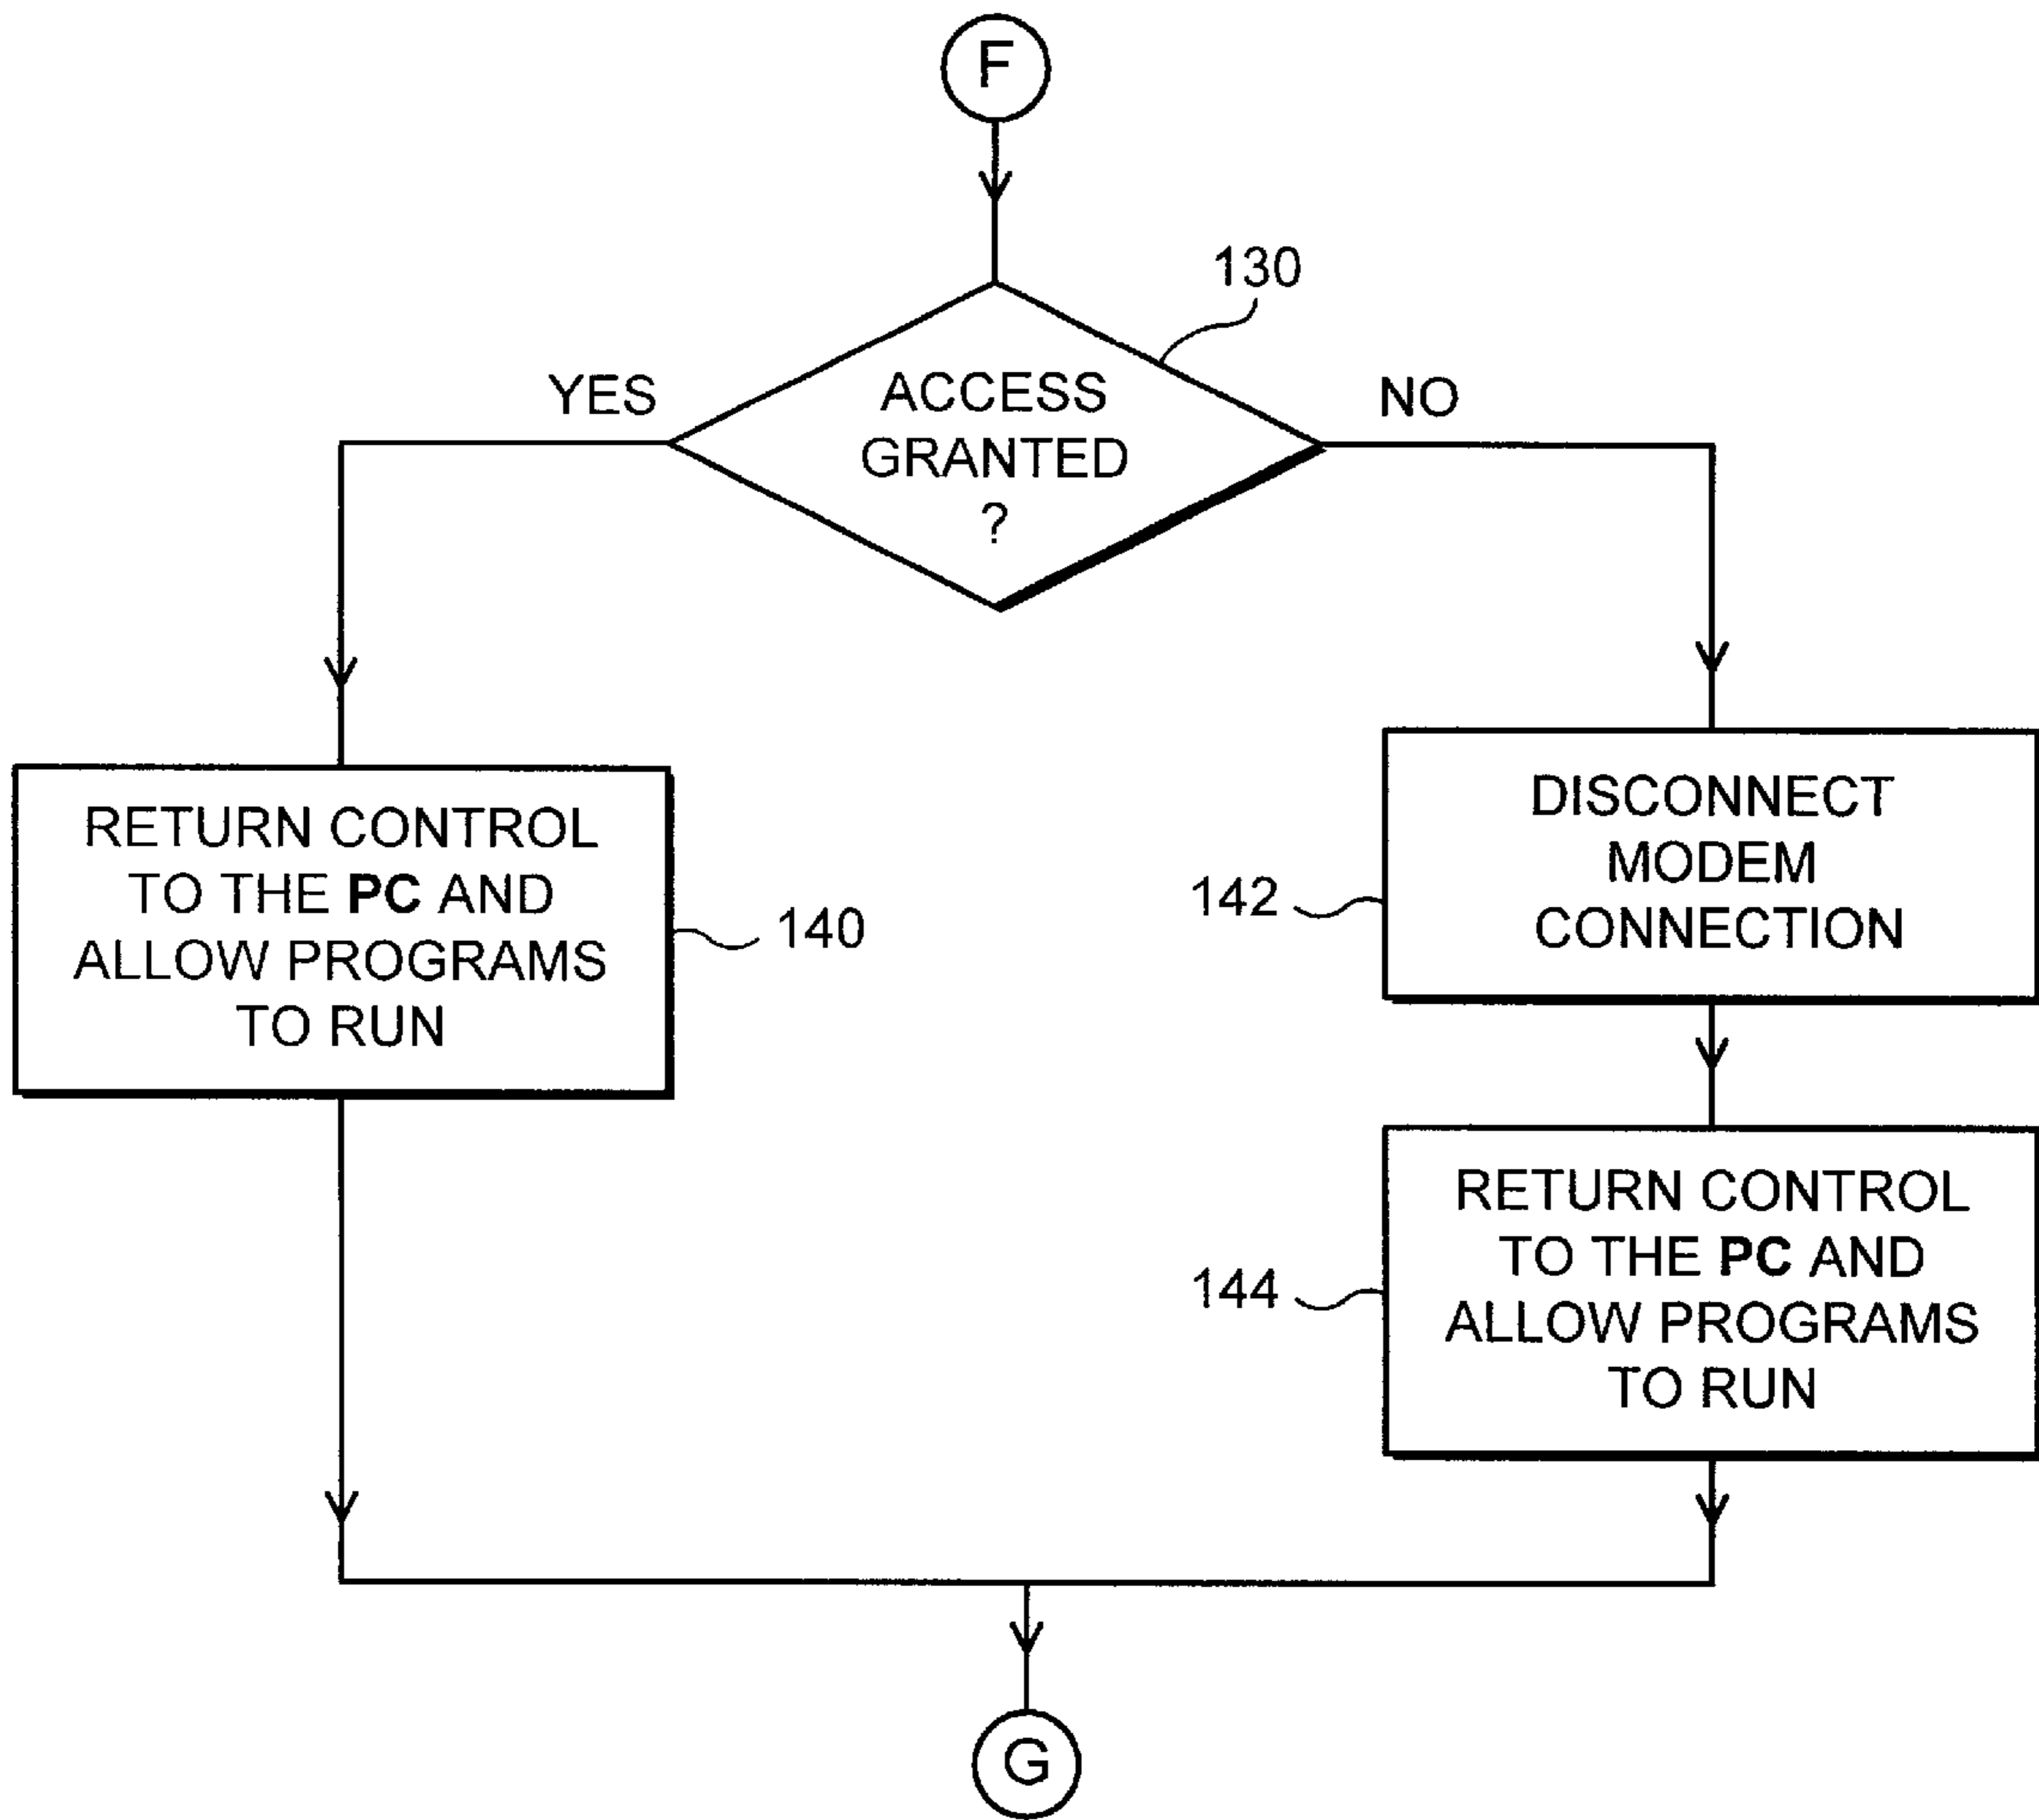 F
130
YES
ACCESS
GRANTED
?
NO
RETURN CONTROL
TO THE PC AND
ALLOW PROGRAMS
TO RUN
140
DISCONNECT
MODEM
CONNECTION
142
RETURN CONTROL
TO THE PC AND
ALLOW PROGRAMS
TO RUN
144
G